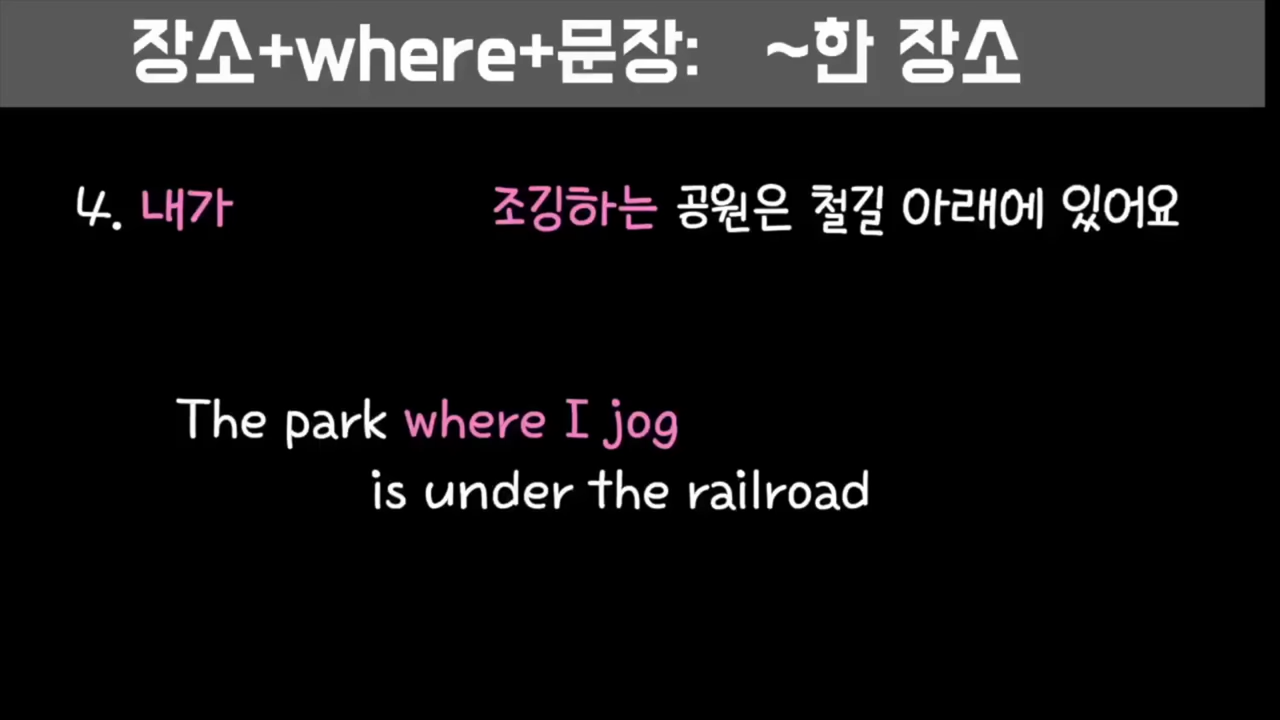 장소+where+문장: ~한 장소
4. 내가 조깅하는 공원은 철길 아래에 있어요
The park where I jog
is under the railroad